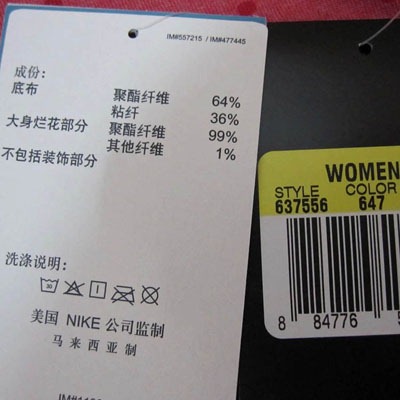 IM#557215 / IM#477445
成份:
底布 聚酯纤维 64%
粘纤 36%
大身烂花部分 聚酯纤维 99%
其他纤维 1%
不包括装饰部分
洗涤说明:
30
美国 NIKE 公司监制
马来西亚制
WOMEN
STYLE COLOR
637556 647
8 84776